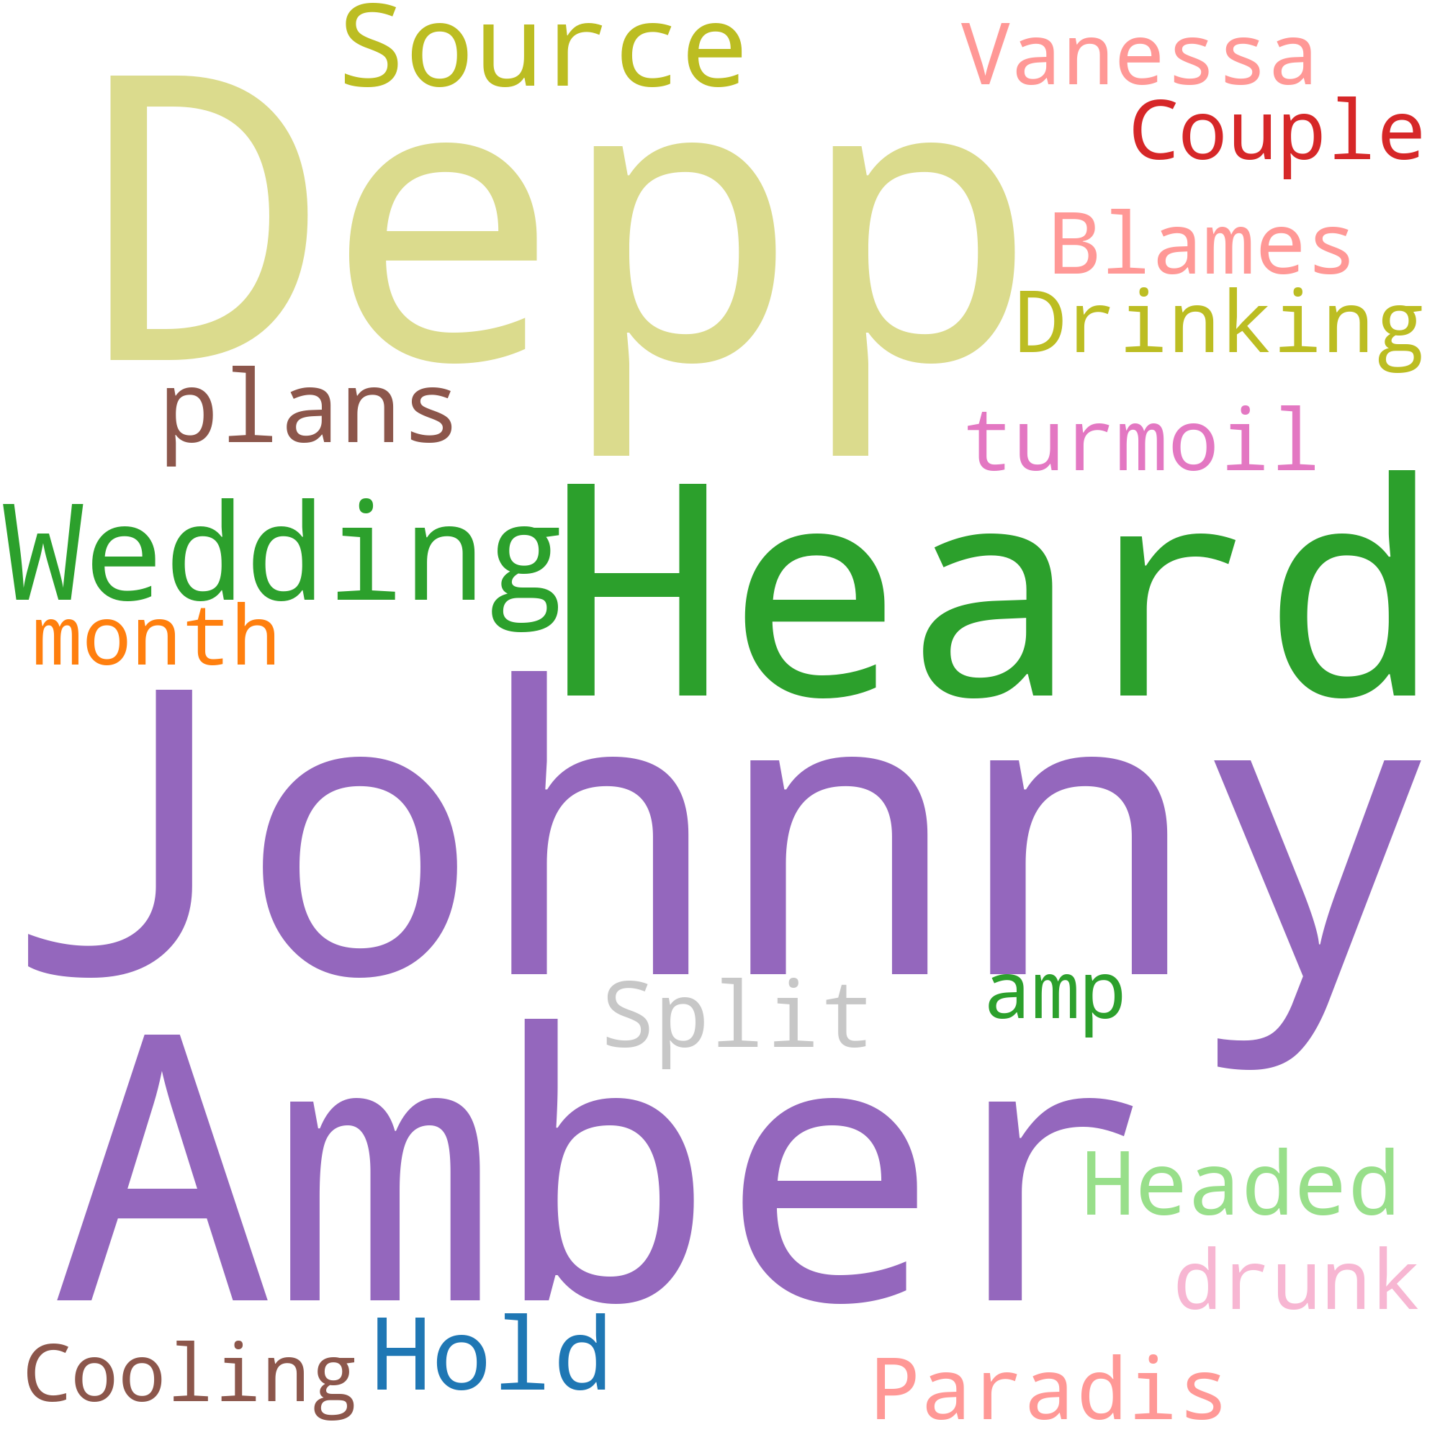 Source
Vanessa
Depp
Couple
Blames
Drinking
plans
turmoil
Wedding
Heard
month
Johnny
Split
amp
Amber
Headed
drunk
Cooling
Hold
Paradis